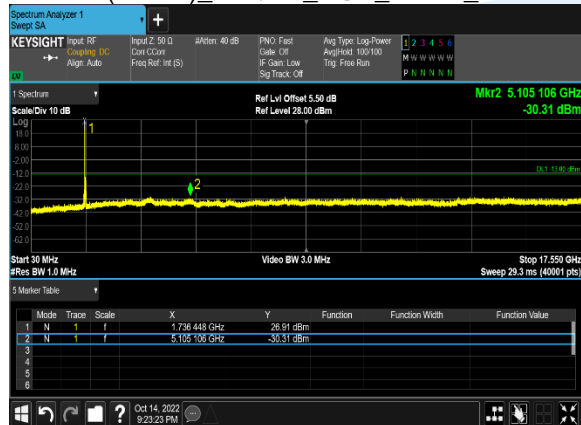 Spectrum Analyzer 1
Swept SA
+
KEYSIGHT Input: RF
Coupling: DC
Align: Auto
Input Z: 50 Ω
Corr CCorr
Freq Ref: Int (S)
#Atten: 40 dB
PNO: Fast
Gate: Off
IF Gain: Low
Sig Track: Off
Avg Type: Log-Power
Avg|Hold: 100/100
Trig: Free Run
1 2 3 4 5 6
M W W W W W
P N N N N N
1 Spectrum
Scale/Div 10 dB
Ref Lvl Offset 5.50 dB
Ref Level 28.00 dBm
Mkr2 5.105 106 GHz
-30.31 dBm
Log
18.0
8.00
-2.00
-12.0
-22.0
-32.0
-42.0
-52.0
-62.0
1
2
DL1 -13.00 dBm
Start 30 MHz
#Res BW 1.0 MHz
Video BW 3.0 MHz
Stop 17.550 GHz
Sweep 29.3 ms (40001 pts)
5 Marker Table
Mode Trace Scale X Y Function Function Width Function Value
1 N 1 f 1.736 448 GHz 26.91 dBm
2 N 1 f 5.105 106 GHz -30.31 dBm
3
4
5
6
?
Oct 14, 2022
9:23:23 PM